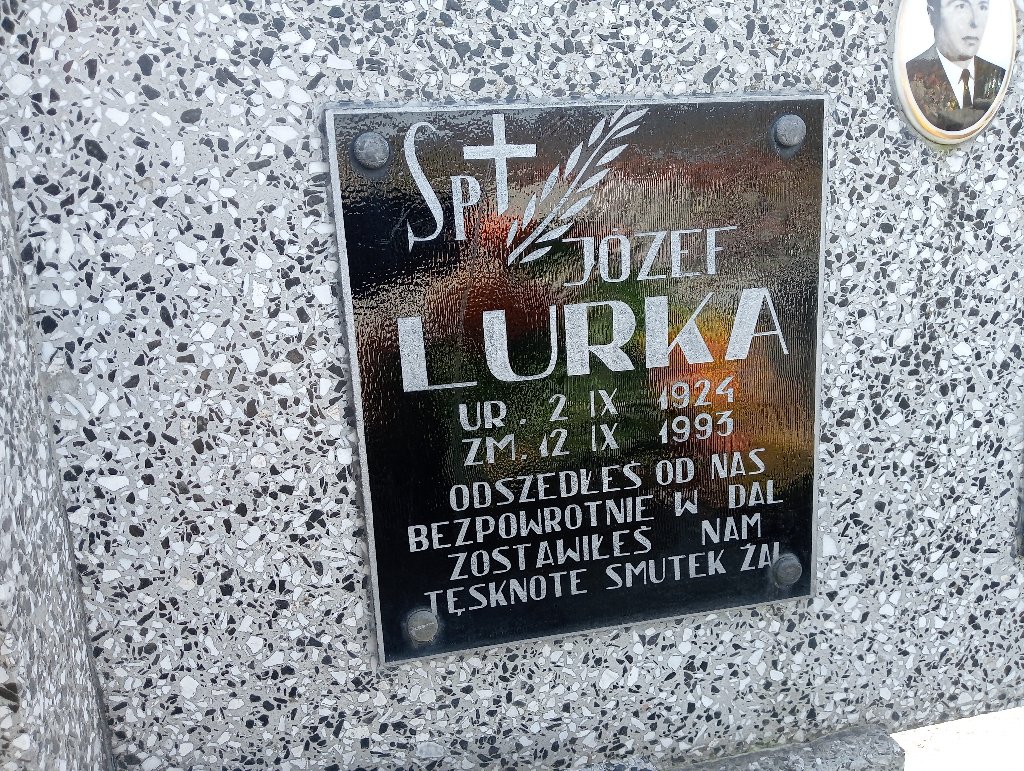 Sp
JÓZEF
LURKA
UR. 2 IX 1924
ZM. 12 IX 1993
ODSZEDŁEŚ OD NAS
BEZPOWROTNIE W DAL
ZOSTAWIŁEŚ NAM
TĘSKNOTE SMUTEK ŻAL